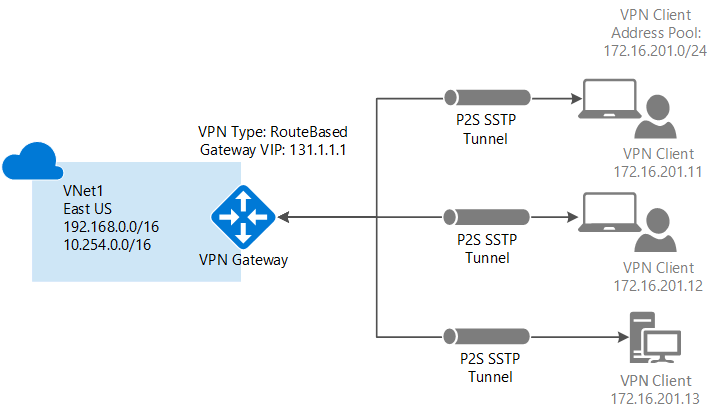 VPN Client
Address Pool:
172.16.201.0/24
P2S SSTP
Tunnel
VPN Client
172.16.201.11
VPN Type: RouteBased
Gateway VIP: 131.1.1.1
VNet1
East US
192.168.0.0/16
10.254.0.0/16
VPN Gateway
P2S SSTP
Tunnel
VPN Client
172.16.201.12
P2S SSTP
Tunnel
VPN Client
172.16.201.13